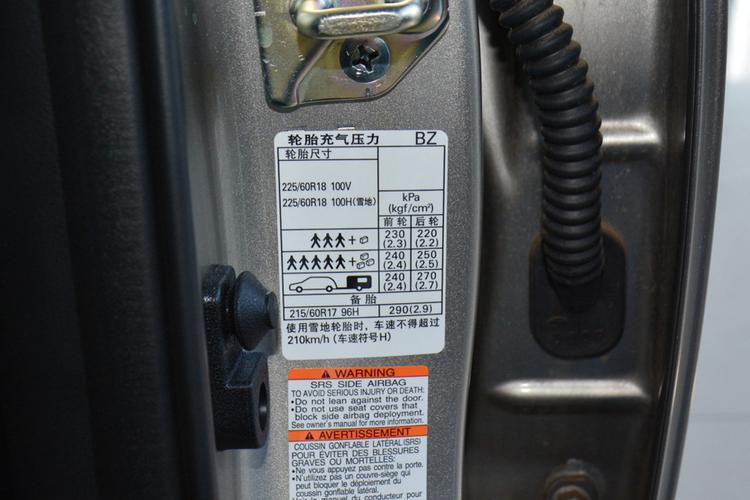 轮胎充气压力 BZ
轮胎尺寸
225/60R18 100V
225/60R18 100H(雪地)
kPa
(kgf/cm²)
前轮 后轮
230 220
(2.3) (2.2)
240 250
(2.4) (2.5)
240 270
(2.4) (2.7)
备胎
215/60R17 96H 290(2.9)
使用雪地轮胎时,车速不得超过
210km/h (车速符号H)
WARNING
SRS SIDE AIRBAG
TO AVOID SERIOUS INJURY OR DEATH:
•Do not lean against the door.
•Do not use seat covers that
block side airbag deployment.
See owner's manual for more information.
AVERTISSEMENT
COUSSIN GONFLABLE LATÉRAL (SRS)
POUR ÉVITER DES BLESSURES
GRAVES OU MORTELLES:
•Ne vous appuyez pas contre la porte.
•N'utilisez pas un couvre-siège qui
peut bloquer le déploiement du
coussin gonflable latéral.
manuel du conducteur pour